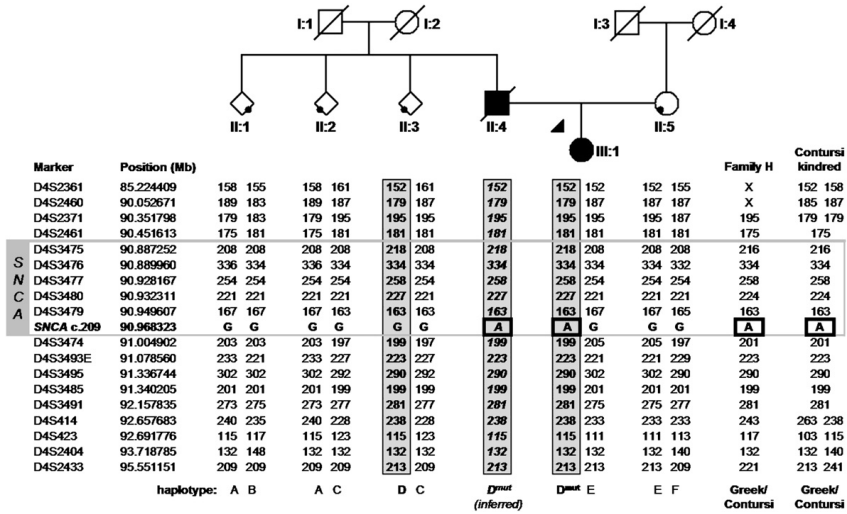 I:1 I:2 I:3 I:4
II:1 II:2 II:3 II:4 II:5
III:1
Contursi
Marker Position (Mb) Family H kindred
D4S2361 85.224409 158 155 158 161 152 161 152 152 152 152 155 X 152 158
D4S2460 90.052671 189 183 189 187 179 187 179 179 187 187 187 X 185 187
D4S2371 90.351798 179 183 179 195 195 195 195 195 195 195 187 195 179 179
D4S2461 90.451613 175 181 175 181 181 181 181 181 181 181 181 175 175
D4S3475 90.887252 208 208 208 208 218 208 218 218 208 208 208 216 216
D4S3476 90.889960 336 334 336 334 334 334 334 334 334 334 332 334 334
D4S3477 90.928167 254 254 254 254 258 254 258 258 254 254 254 258 258
D4S3480 90.932311 221 221 221 221 227 221 227 227 221 221 221 224 224
D4S3479 90.949607 167 167 167 163 163 163 163 163 167 167 165 163 163
SNCA c.209 90.968323 G G G G G G A A G G G A A
D4S3474 91.004902 203 203 203 197 199 197 199 199 205 205 197 201 201
D4S3493E 91.078560 233 221 233 227 223 227 223 223 221 221 229 223 223
D4S3495 91.336744 302 302 302 292 290 292 290 290 302 302 302 290 290
D4S3485 91.340205 201 201 201 199 199 199 199 199 201 201 201 199 199
D4S3491 92.157835 273 275 273 277 281 277 281 281 275 275 277 281 281
D4S414 92.657683 240 235 240 228 238 228 238 238 233 233 233 243 263 238
D4S423 92.691776 115 117 115 123 115 123 115 115 111 111 113 117 103 115
D4S2404 93.718785 132 148 132 132 132 132 132 132 132 132 140 132 132 140
D4S2433 95.551151 209 209 209 209 213 209 213 213 209 213 209 221 213 241
SNCA
haplotype: A B A C D C Dmut Dmut E E F Greek/ Greek/
(inferred) Contursi Contursi